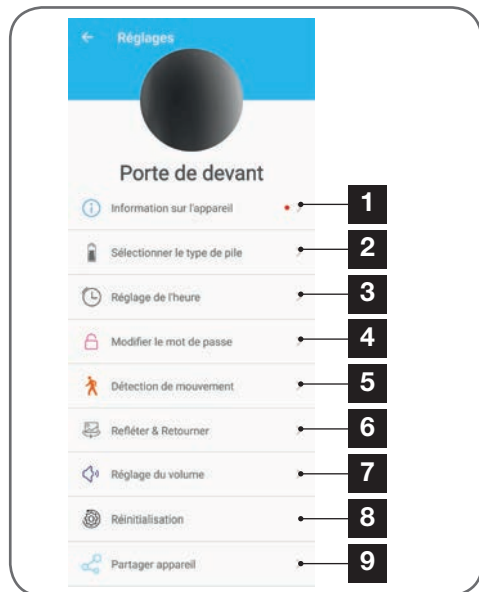 Réglages
Porte de devant
Information sur l'appareil 1
Sélectionner le type de pile 2
Réglage de l'heure 3
Modifier le mot de passe 4
Détection de mouvement 5
Refléter & Retourner 6
Réglage du volume 7
Réinitialisation 8
Partager appareil 9